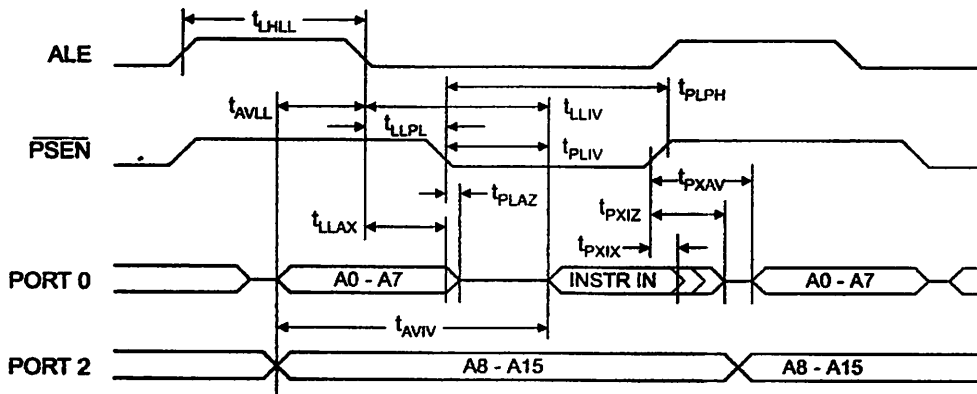 tLHLL
ALE
tAVLL
tLLIV
tPLPH
tLLPL
PSEN
tPLIV
tPLAZ
tPXAV
tLLAX
tPXIZ
tPXIX
PORT 0
A0 - A7
INSTR IN
A0 - A7
tAVIV
PORT 2
A8 - A15
A8 - A15